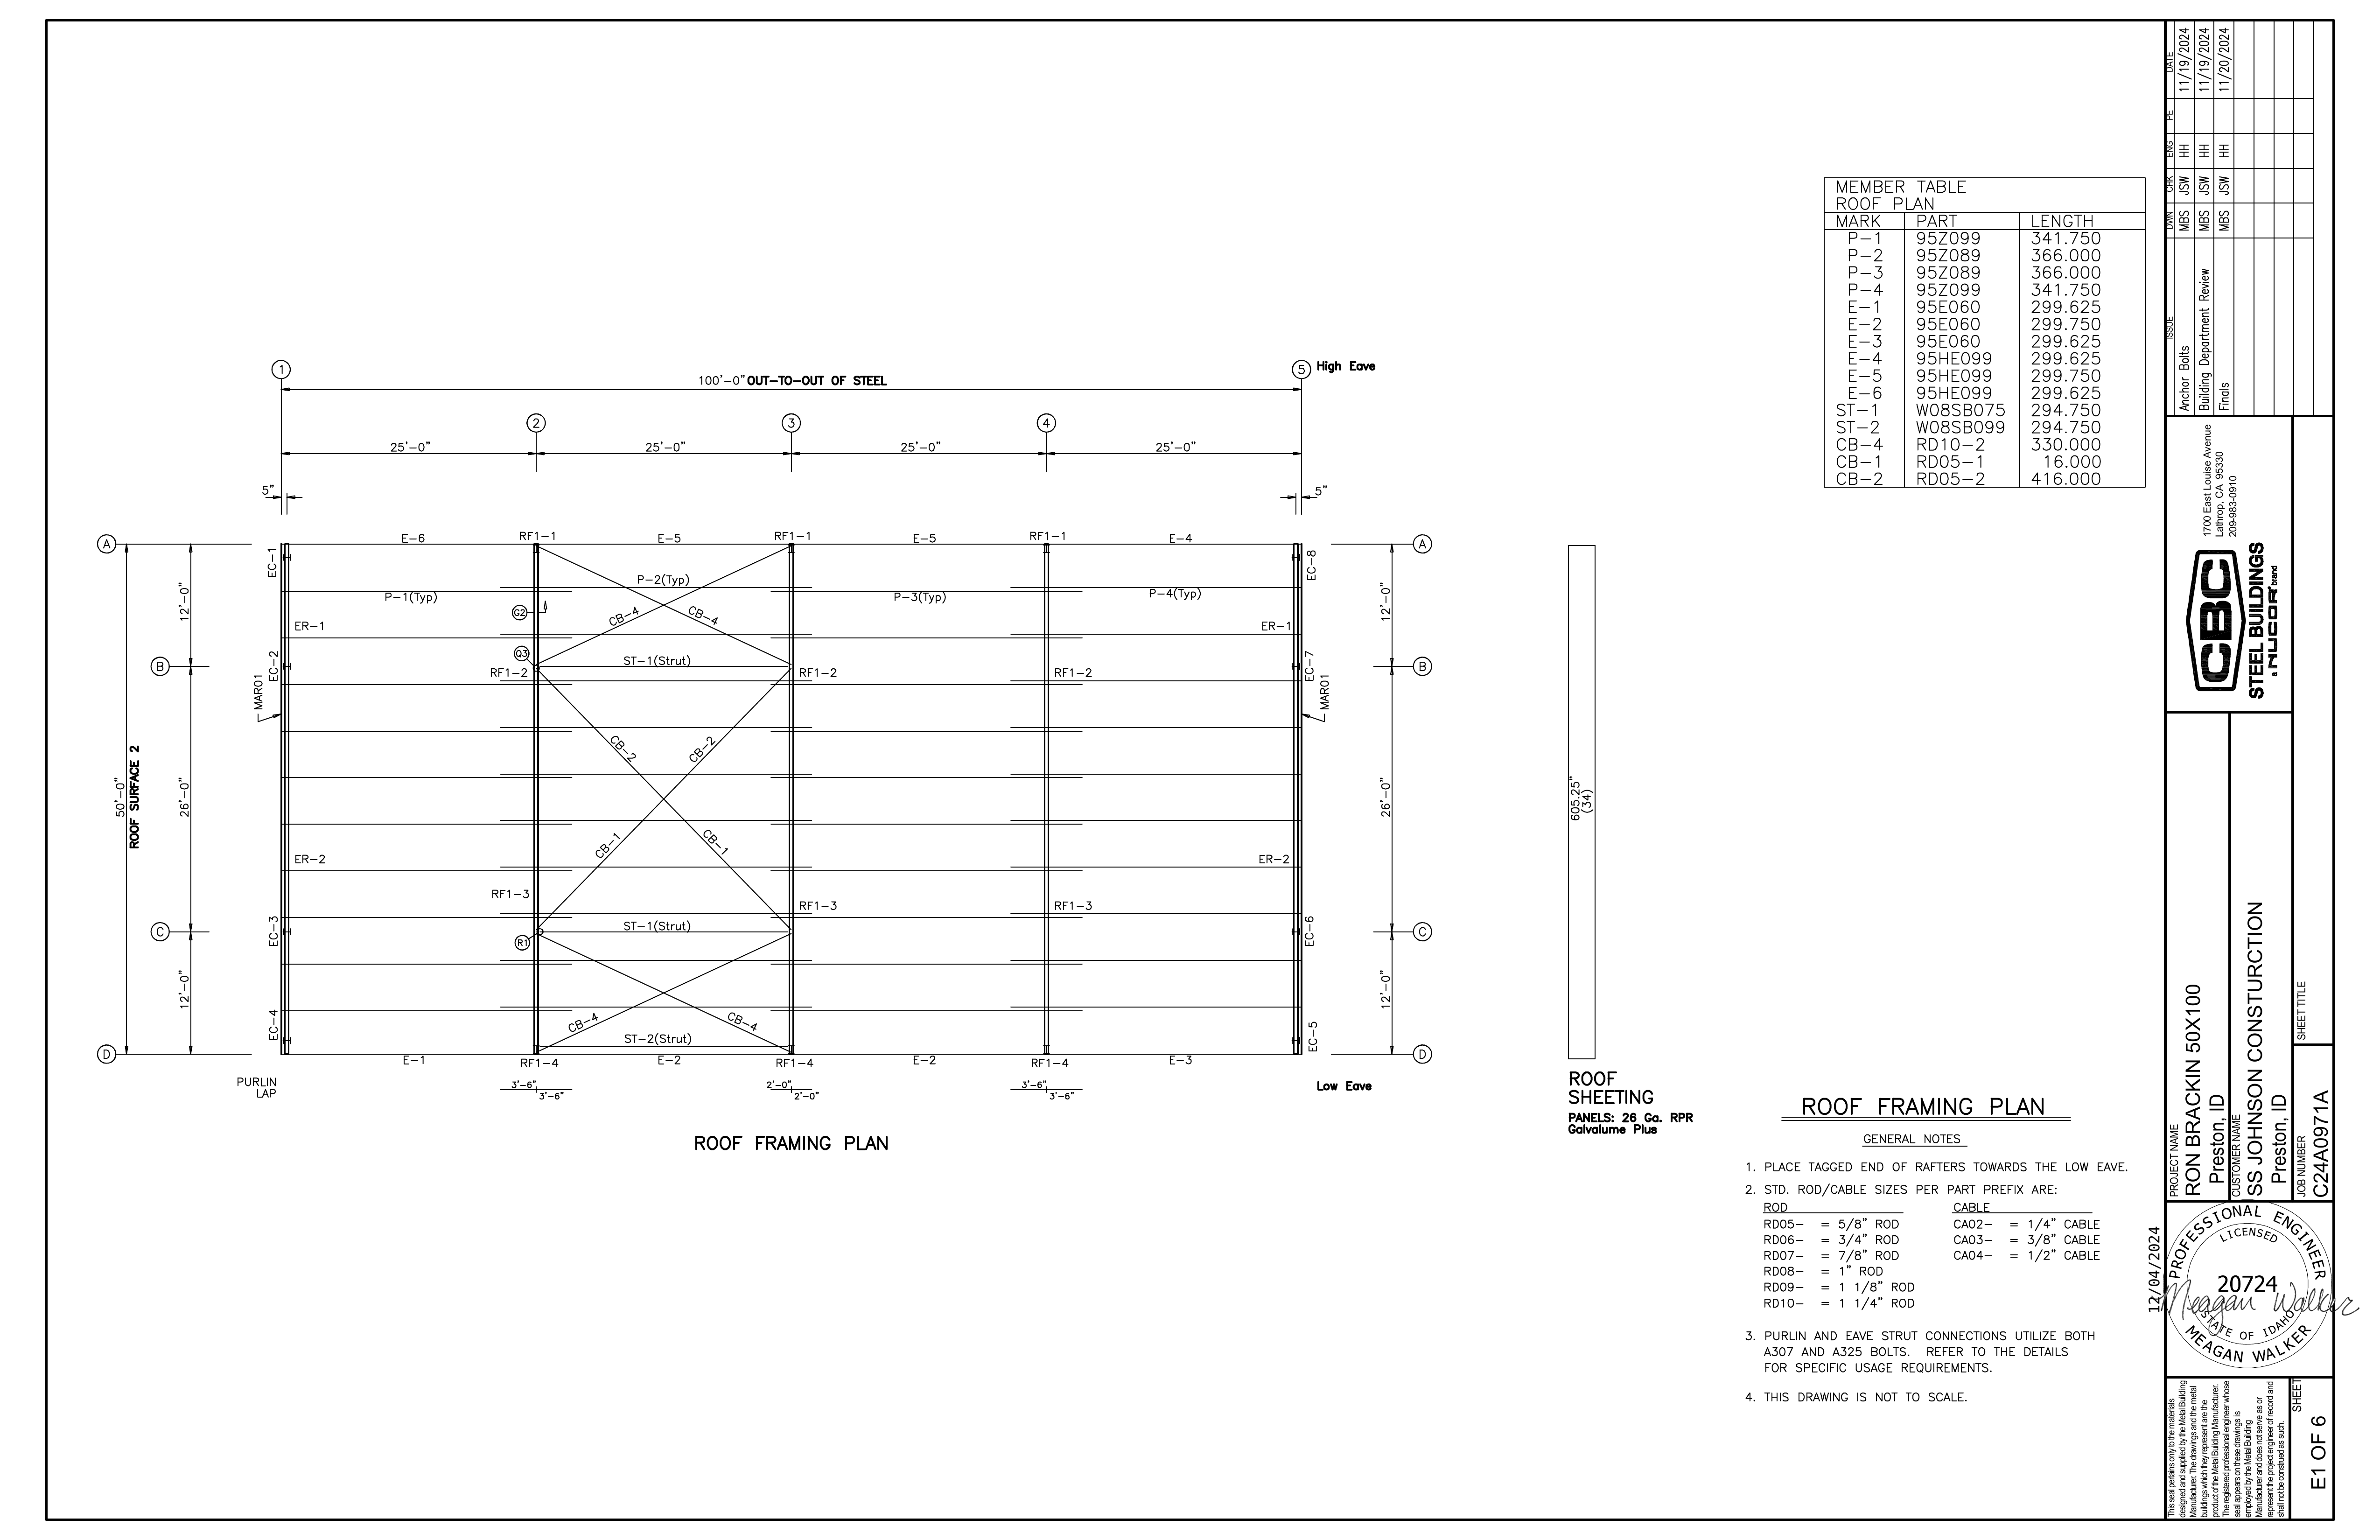 MEMBER TABLE
ROOF PLAN
MARK PART LENGTH
P-1 95Z099 341.750
P-2 95Z089 366.000
P-3 95Z089 366.000
P-4 95Z099 341.750
E-1 95E060 299.625
E-2 95E060 299.750
E-3 95E060 299.625
E-4 95HE099 299.625
E-5 95HE099 299.750
E-6 95HE099 299.625
ST-1 W08SB075 294.750
ST-2 W08SB099 294.750
CB-4 RD10-2 330.000
CB-1 RD05-1 16.000
CB-2 RD05-2 416.000
1 5 High Eave
100'-0" OUT-TO-OUT OF STEEL
2 3 4
25'-0" 25'-0" 25'-0" 25'-0"
5" 5"
A E-6 RF1-1 E-5 RF1-1 E-5 RF1-1 E-4 A
EC-1 EC-8
P-2(Typ)
P-1(Typ) P-3(Typ) P-4(Typ)
12'-0" G2 CB-4 CB-4 12'-0"
ER-1 ER-1
Q3
B EC-2 ST-1(Strut) EC-7 B
RF1-2 RF1-2 RF1-2
MAR01 MAR01
CB-2 CB-2
50'-0"
ROOF SURFACE 2
26'-0" 26'-0"
CB-1 CB-1
ER-2 ER-2
RF1-3 RF1-3 RF1-3
C EC-3 ST-1(Strut) EC-6 C
R1
12'-0" 12'-0"
CB-4 CB-4
EC-4 ST-2(Strut) EC-5
D E-1 RF1-4 E-2 RF1-4 E-2 RF1-4 E-3 D
PURLIN
LAP
3'-6" 2'-0" 3'-6"
3'-6" 2'-0" 3'-6"
Low Eave
ROOF FRAMING PLAN
605.25"
(34)
ROOF
SHEETING
PANELS: 26 Ga. RPR
Galvalume Plus
ROOF FRAMING PLAN
GENERAL NOTES
1. PLACE TAGGED END OF RAFTERS TOWARDS THE LOW EAVE.
2. STD. ROD/CABLE SIZES PER PART PREFIX ARE:
ROD CABLE
RD05- = 5/8" ROD CA02- = 1/4" CABLE
RD06- = 3/4" ROD CA03- = 3/8" CABLE
RD07- = 7/8" ROD CA04- = 1/2" CABLE
RD08- = 1" ROD
RD09- = 1 1/8" ROD
RD10- = 1 1/4" ROD
3. PURLIN AND EAVE STRUT CONNECTIONS UTILIZE BOTH
A307 AND A325 BOLTS. REFER TO THE DETAILS
FOR SPECIFIC USAGE REQUIREMENTS.
4. THIS DRAWING IS NOT TO SCALE.
ISSUE DWN CHK ENG PE DATE
Anchor Bolts MBS JSW HH 11/19/2024
Building Department Review MBS JSW HH 11/19/2024
Finals MBS JSW HH 11/20/2024
1700 East Louise Avenue
Lathrop, CA 95330
209-983-0910
CBC
STEEL BUILDINGS
a NUCOR brand
PROJECT NAME
RON BRACKIN 50X100
Preston, ID
CUSTOMER NAME
SS JOHNSON CONSTURCTION
Preston, ID
SHEET TITLE
JOB NUMBER
C24A0971A
12/04/2024
PROFESSIONAL ENGINEER
LICENSED
20724
Meagan Walker
STATE OF IDAHO
MEAGAN WALKER
This seal pertains only to the materials
designed and supplied by the Metal Building
Manufacturer. The drawings and the metal
buildings which they represent are the
product of the Metal Building Manufacturer.
The registered professional engineer whose
seal appears on these drawings is
employed by the Metal Building
Manufacturer and does not serve as or
represent the project engineer of record and
shall not be construed as such.
SHEET
E1 OF 6